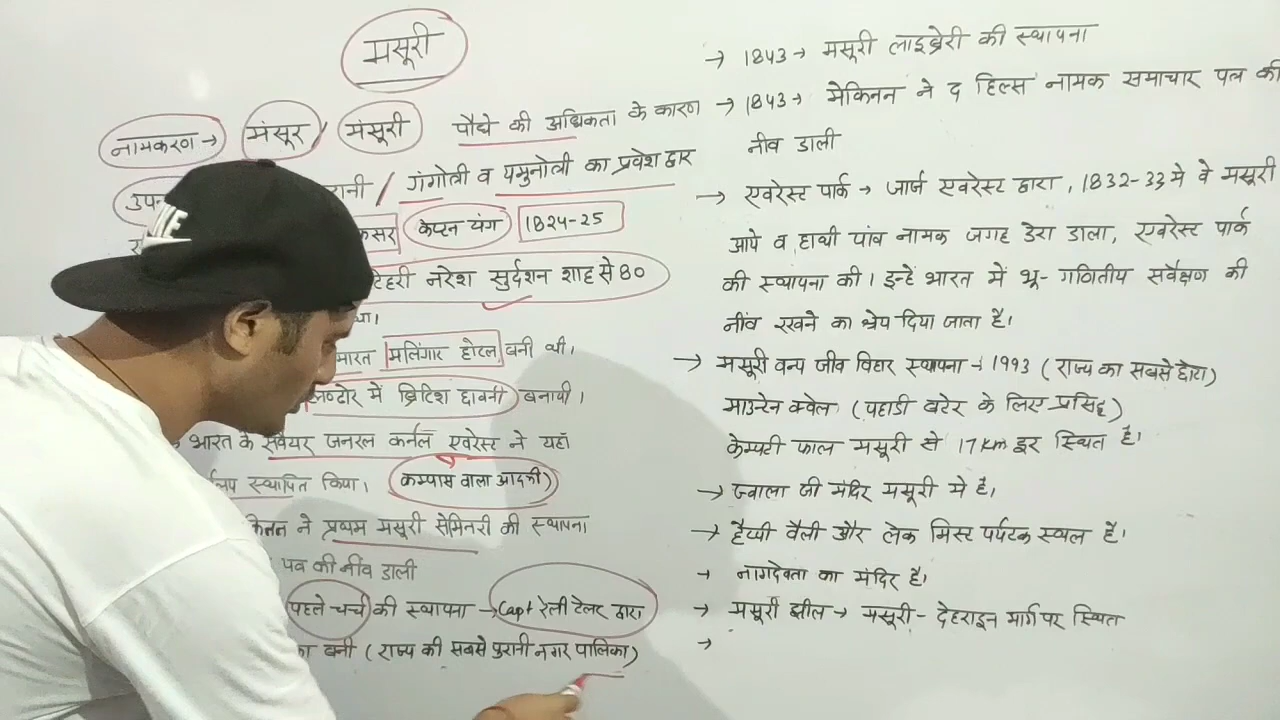 मसूरी
नामकरण → मंसूर / मंसूरी पौधे की अधिकता के कारण
/ गंगोत्री व यमुनोत्री का प्रवेश द्वार
केप्टन यंग 1824-25
टेहरी नरेश सुर्दशन शाह से 80
मलिंगार होटल बनी थी।
में ब्रिटिश छावनी बनायी।
भारत के सर्वेयर जनरल कर्नल एवरेस्ट ने यहाँ
स्थापित किया। कम्पास वाला आदमी)
ने प्रथम मसूरी सेमिनरी की स्थापना
पत्र की नींव डाली
पहले चर्च की स्थापना → Capt रेली टेलर द्वारा
बनी (राज्य की सबसे पुरानी नगर पालिका)
→ 1843 → मसूरी लाइब्रेरी की स्थापना
→ 1843 → मेकिनन ने द हिल्स नामक समाचार पत्र की
नीव डाली
→ एवरेस्ट पार्क → जार्ज एवरेस्ट द्वारा, 1832-33 मे वे मसूरी
आये व हाथी पांव नामक जगह डेरा डाला, एवरेस्ट पार्क
की स्थापना की। इन्हें भारत में भू-गणितीय सर्वेक्षण की
नींव रखने का श्रेय दिया जाता है।
→ मसूरी वन्य जीव विहार स्थापना - 1993 (राज्य का सबसे छोटा)
माउन्टेन क्वेल (पहाडी बटेर के लिए प्रसिद्ध)
केम्पटी फाल मसूरी से 17 Km दूर स्थित है।
→ ज्वाला जी मंदिर मसूरी मे है।
→ हैप्पी वैली और लेक मिस्ट पर्यटक स्थल है।
→ नागदेवता का मंदिर है।
→ मसूरी झील → मसूरी - देहरादून मार्ग पर स्थित
→